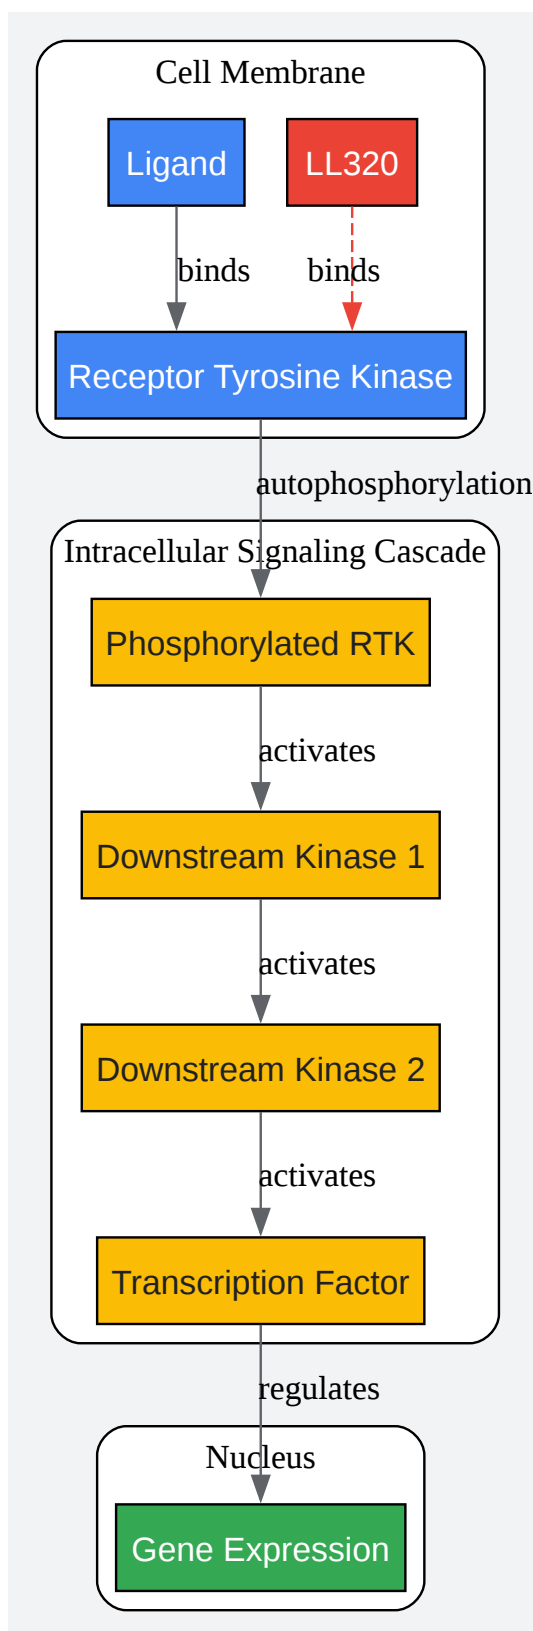 Cell Membrane
Ligand
LL320
binds
binds
Receptor Tyrosine Kinase
autophosphorylation
Intracellular Signaling Cascade
Phosphorylated RTK
activates
Downstream Kinase 1
activates
Downstream Kinase 2
activates
Transcription Factor
regulates
Nucleus
Gene Expression